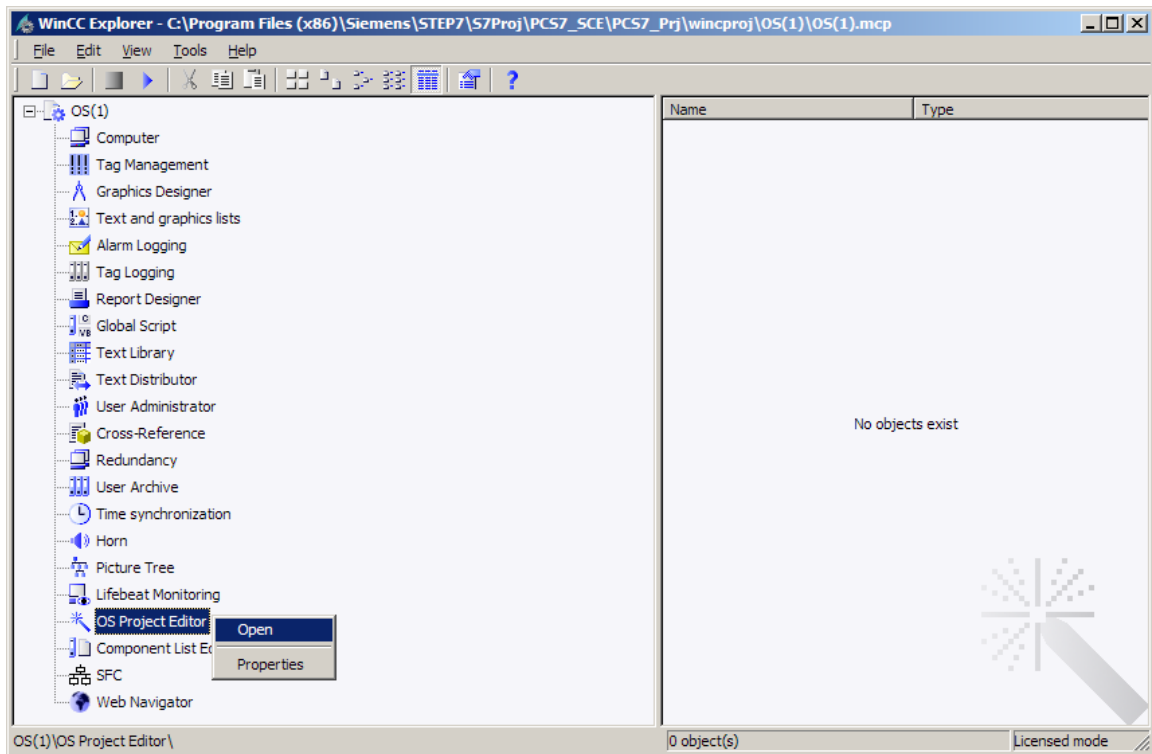 WinCC Explorer - C:\Program Files (x86)\Siemens\STEP7\S7Proj\PCS7_SCE\PCS7_Prj\wincproj\OS(1)\OS(1).mcp
File Edit View Tools Help
OS(1)
Computer
Tag Management
Graphics Designer
Text and graphics lists
Alarm Logging
Tag Logging
Report Designer
Global Script
Text Library
Text Distributor
User Administrator
Cross-Reference
Redundancy
User Archive
Time synchronization
Horn
Picture Tree
Lifebeat Monitoring
OS Project Editor
Component List Ed
SFC
Web Navigator
Open
Properties
Name Type
No objects exist
OS(1)\OS Project Editor\ 0 object(s) Licensed mode